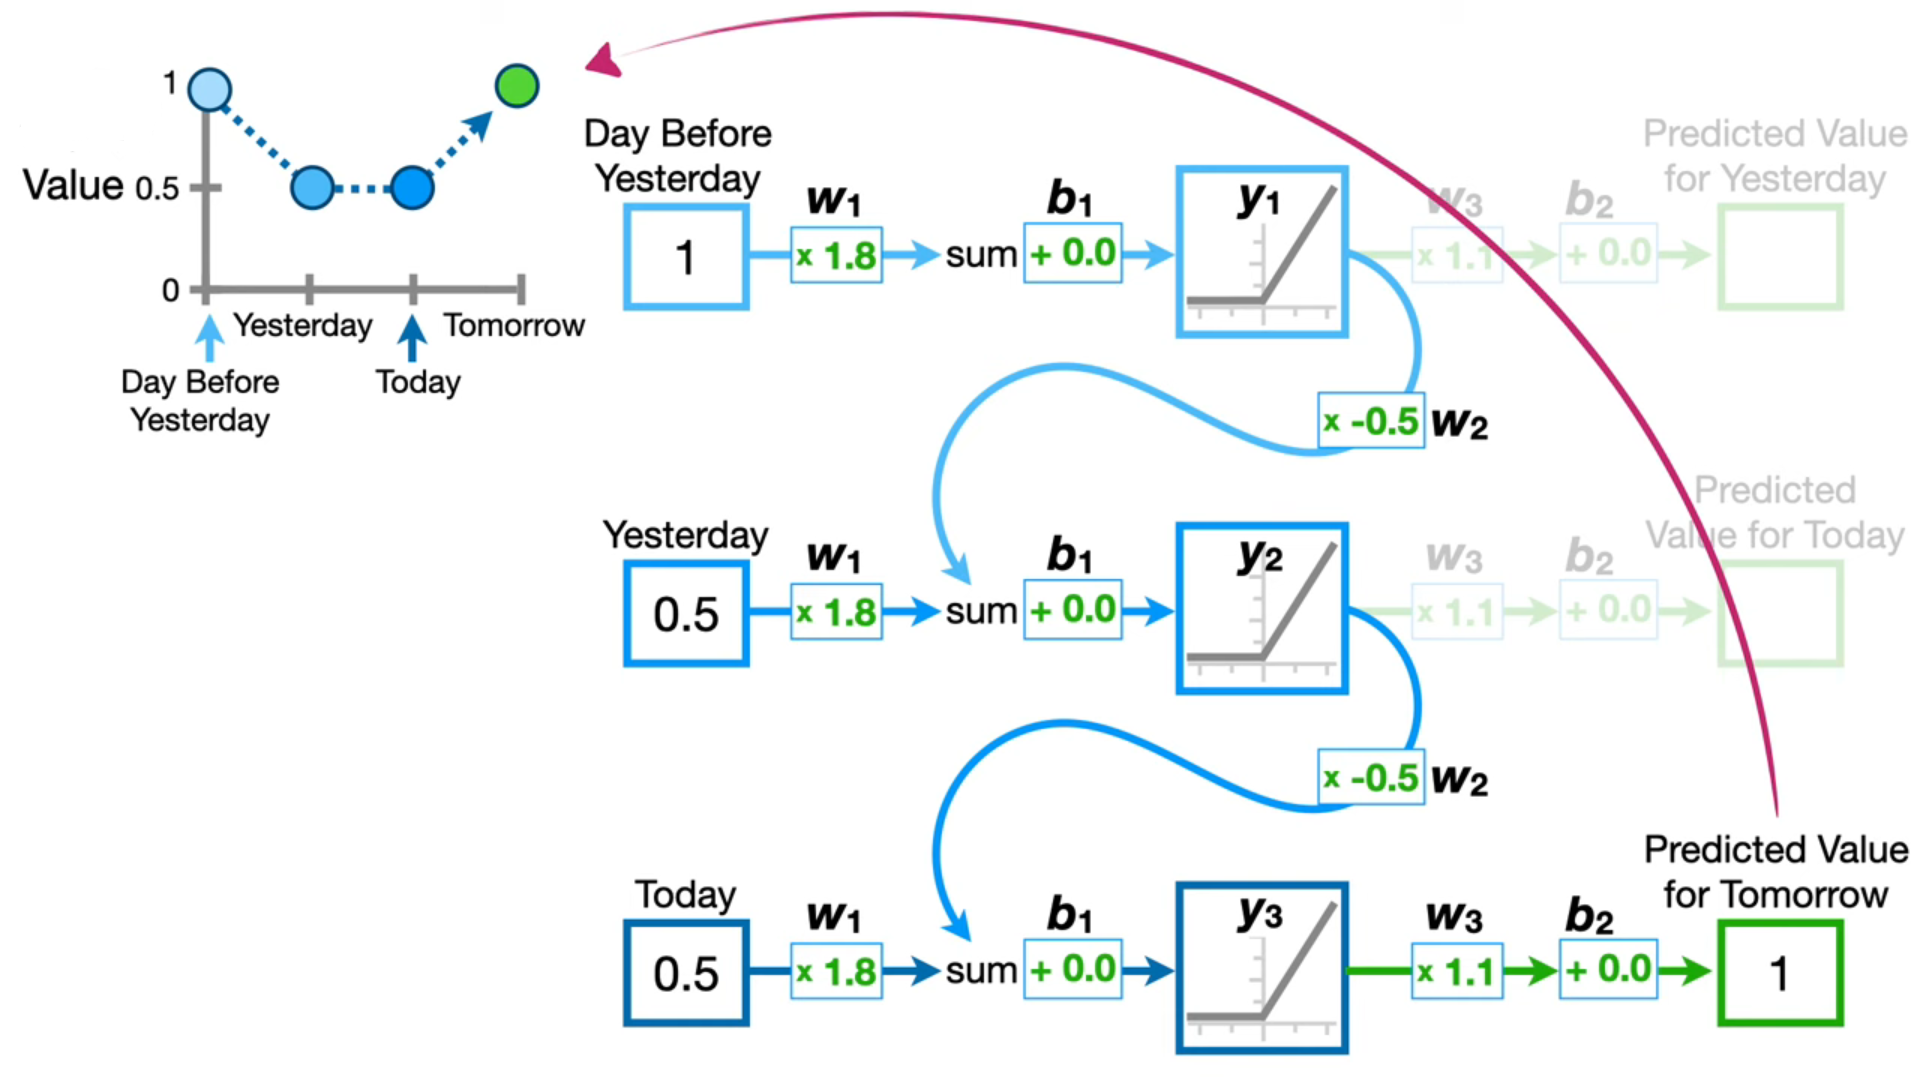 1
Value 0.5
0
Yesterday
Tomorrow
Day Before
Yesterday
Today
Day Before
Yesterday
1
w1
x 1.8
sum
b1
+ 0.0
y1
w3
x 1.1
b2
+ 0.0
Predicted Value
for Yesterday
x -0.5 w2
Yesterday
0.5
w1
x 1.8
sum
b1
+ 0.0
y2
w3
x 1.1
b2
+ 0.0
Predicted
Value for Today
x -0.5 w2
Today
0.5
w1
x 1.8
sum
b1
+ 0.0
y3
w3
x 1.1
b2
+ 0.0
Predicted Value
for Tomorrow
1